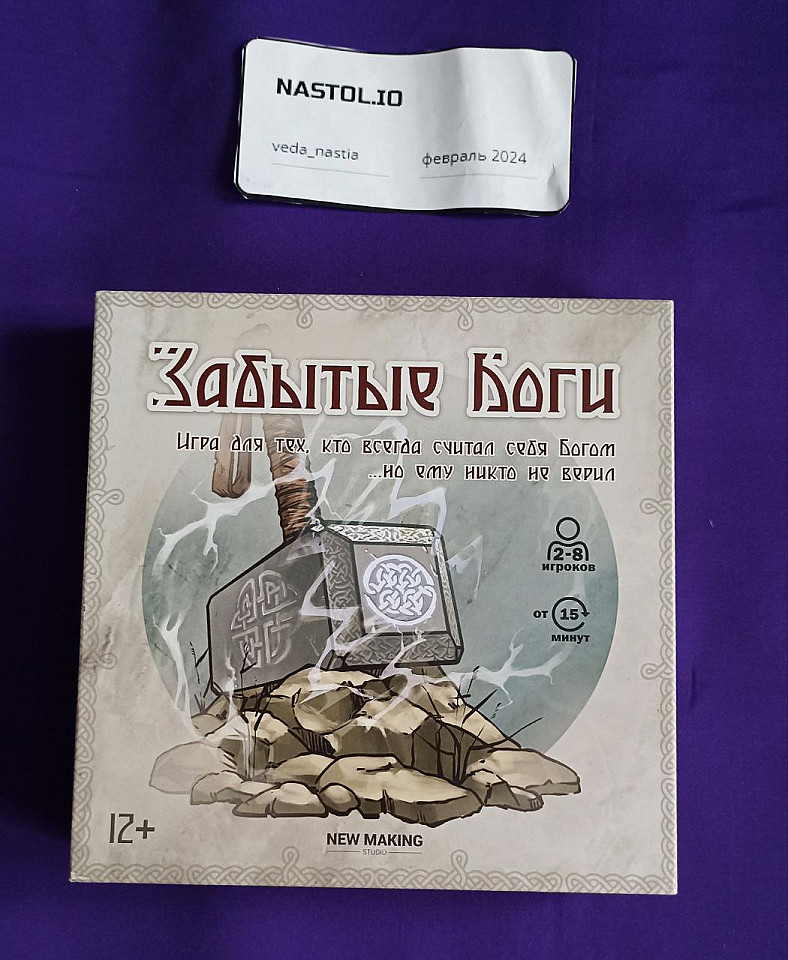 NASTOL.IO
veda_nastia февраль 2024
Забытые Боги
Игра для тех, кто всегда считал себя Богом
...но ему никто не верил
2-8
игроков
от 15
минут
12+
NEW MAKING
STUDIO